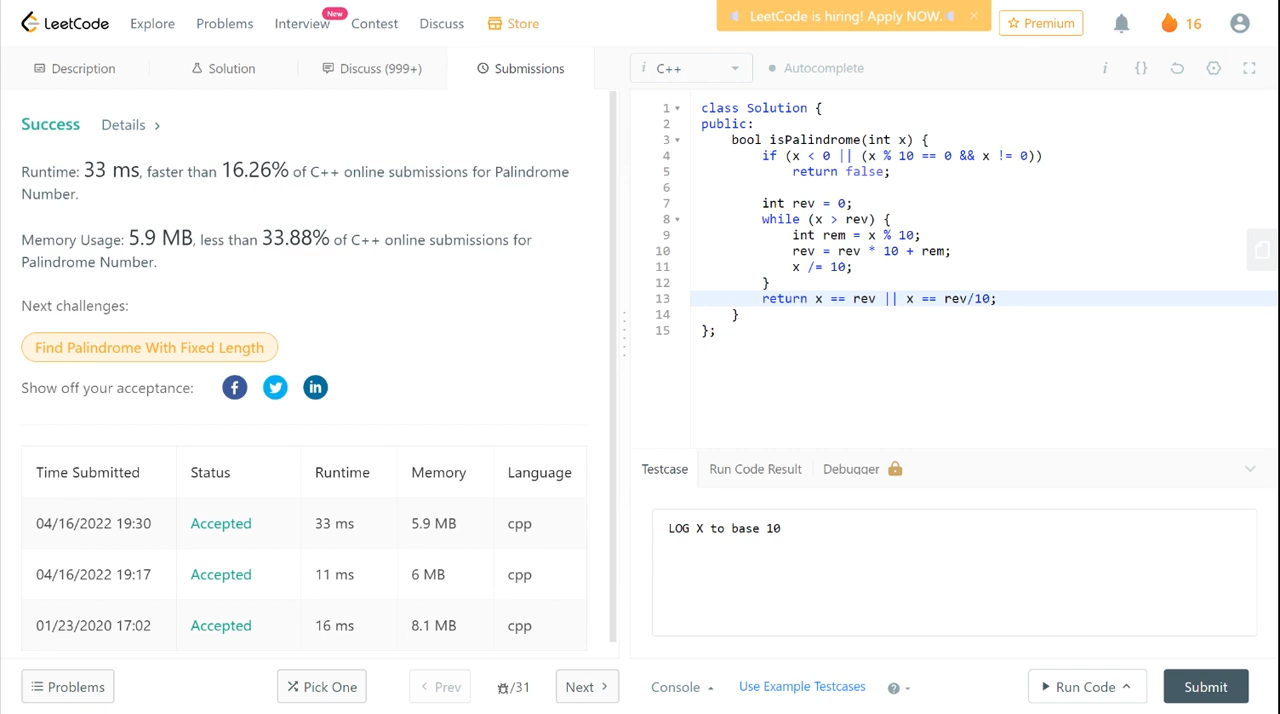 LeetCode
Explore
Problems
Interview
New
Contest
Discuss
Store
LeetCode is hiring! Apply NOW.
Premium
16
Description
Solution
Discuss (999+)
Submissions
i C++
Autocomplete
Success
Details
Runtime: 33 ms, faster than 16.26% of C++ online submissions for Palindrome
Number.
Memory Usage: 5.9 MB, less than 33.88% of C++ online submissions for
Palindrome Number.
Next challenges:
Find Palindrome With Fixed Length
Show off your acceptance:
Time Submitted Status Runtime Memory Language
04/16/2022 19:30 Accepted 33 ms 5.9 MB cpp
04/16/2022 19:17 Accepted 11 ms 6 MB cpp
01/23/2020 17:02 Accepted 16 ms 8.1 MB cpp
1 class Solution {
2 public:
3 bool isPalindrome(int x) {
4 if (x < 0 || (x % 10 == 0 && x != 0))
5 return false;
6
7 int rev = 0;
8 while (x > rev) {
9 int rem = x % 10;
10 rev = rev * 10 + rem;
11 x /= 10;
12 }
13 return x == rev || x == rev/10;
14 }
15 };
Testcase
Run Code Result
Debugger
LOG X to base 10
Problems
Pick One
Prev
/31
Next
Console
Use Example Testcases
Run Code
Submit